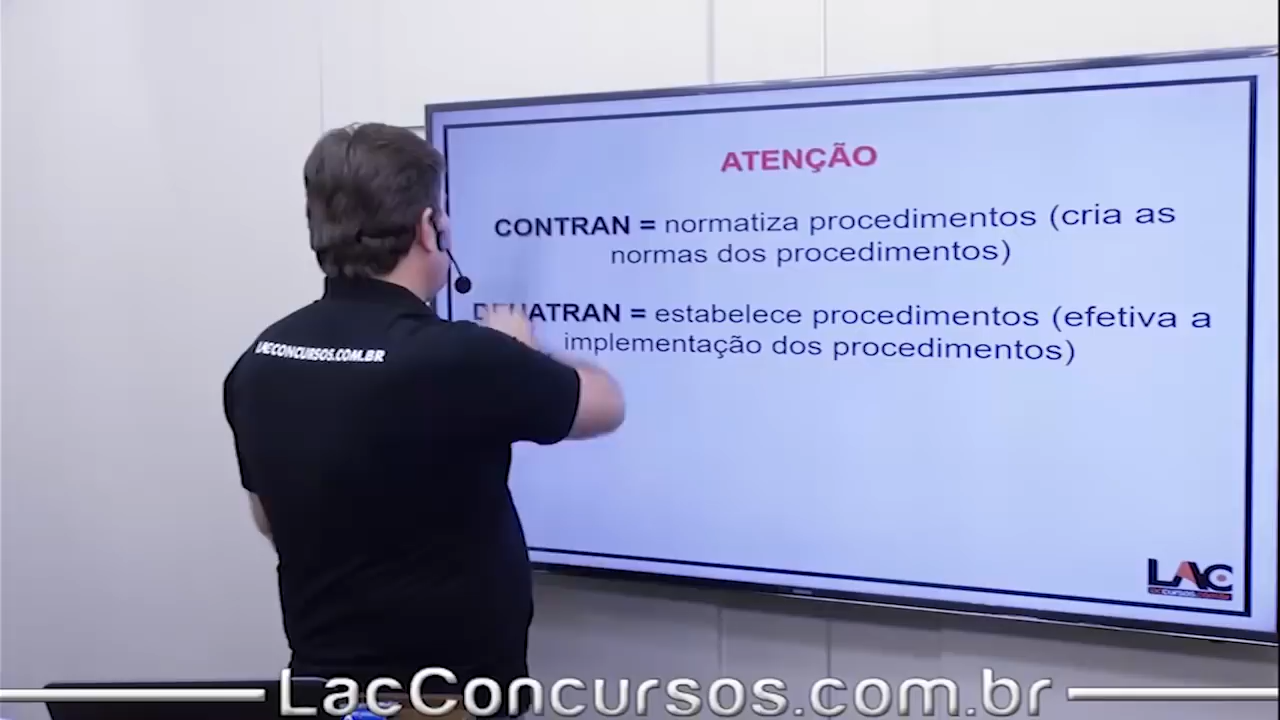 ATENÇÃO
CONTRAN = normatiza procedimentos (cria as
normas dos procedimentos)
= estabelece procedimentos (efetiva a
implementação dos procedimentos)
LACCONCURSOS.COM.BR
LAC
LacConcursos.com.br